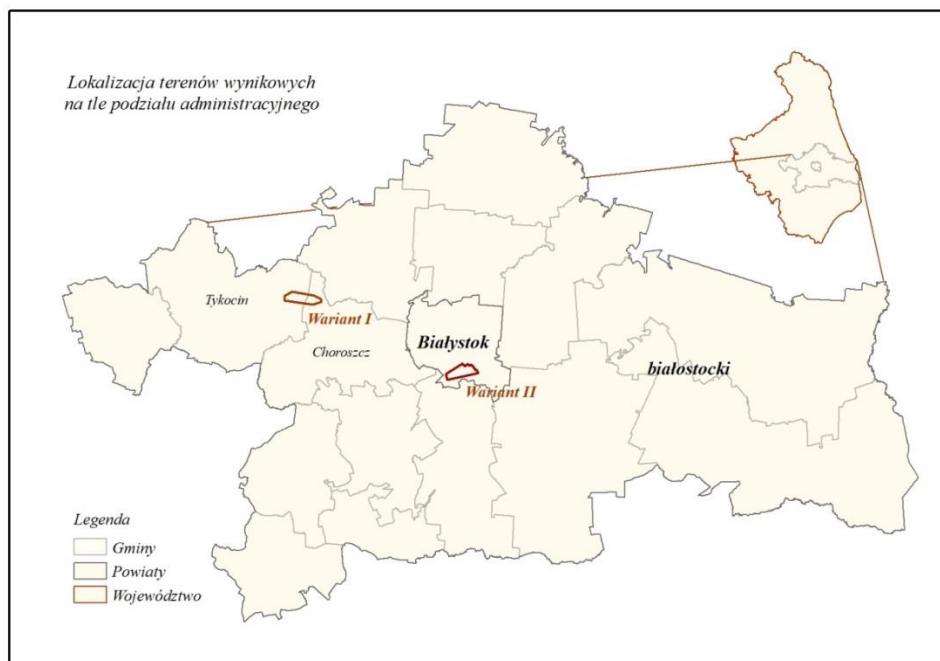 Lokalizacja terenów wynikowych
na tle podziału administracyjnego
Tykocin
Wariant I
Choroszcz
Białystok
białostocki
Wariant II
Legenda
Gminy
Powiaty
Województwo